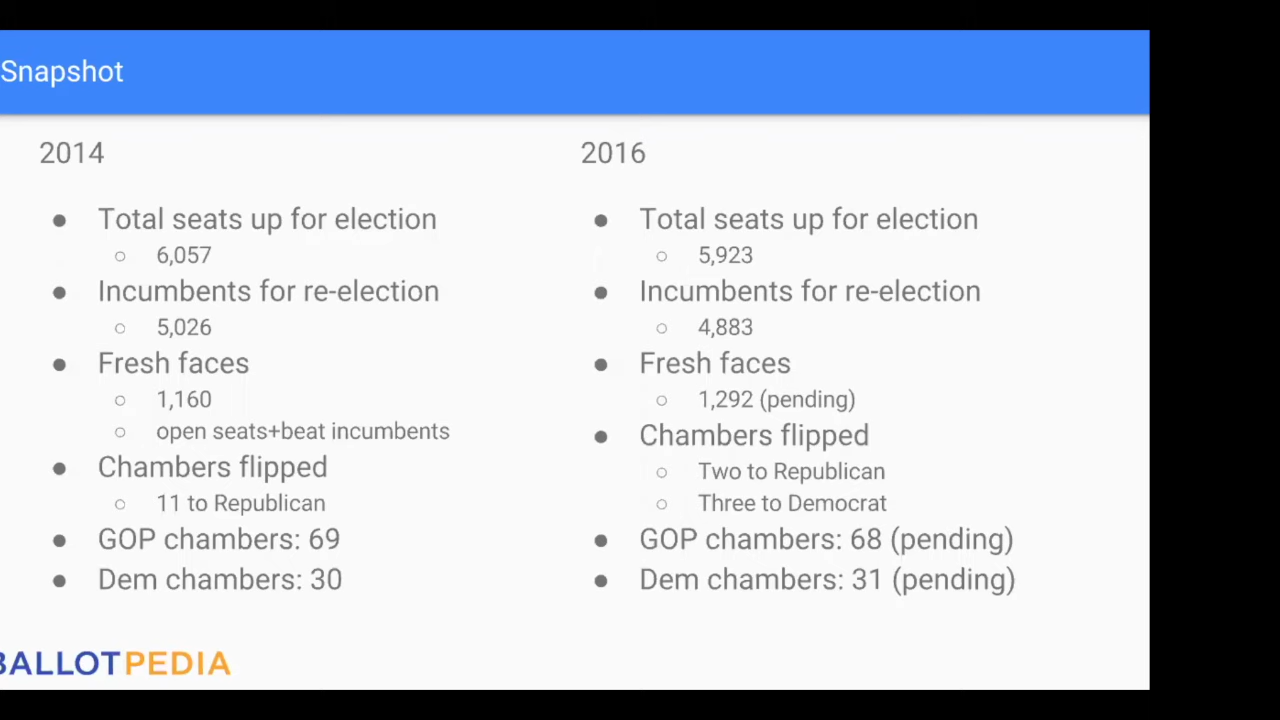 Snapshot
2014
● Total seats up for election
○ 6,057
● Incumbents for re-election
○ 5,026
● Fresh faces
○ 1,160
○ open seats+beat incumbents
● Chambers flipped
○ 11 to Republican
● GOP chambers: 69
● Dem chambers: 30
2016
● Total seats up for election
○ 5,923
● Incumbents for re-election
○ 4,883
● Fresh faces
○ 1,292 (pending)
● Chambers flipped
○ Two to Republican
○ Three to Democrat
● GOP chambers: 68 (pending)
● Dem chambers: 31 (pending)
BALLOTPEDIA